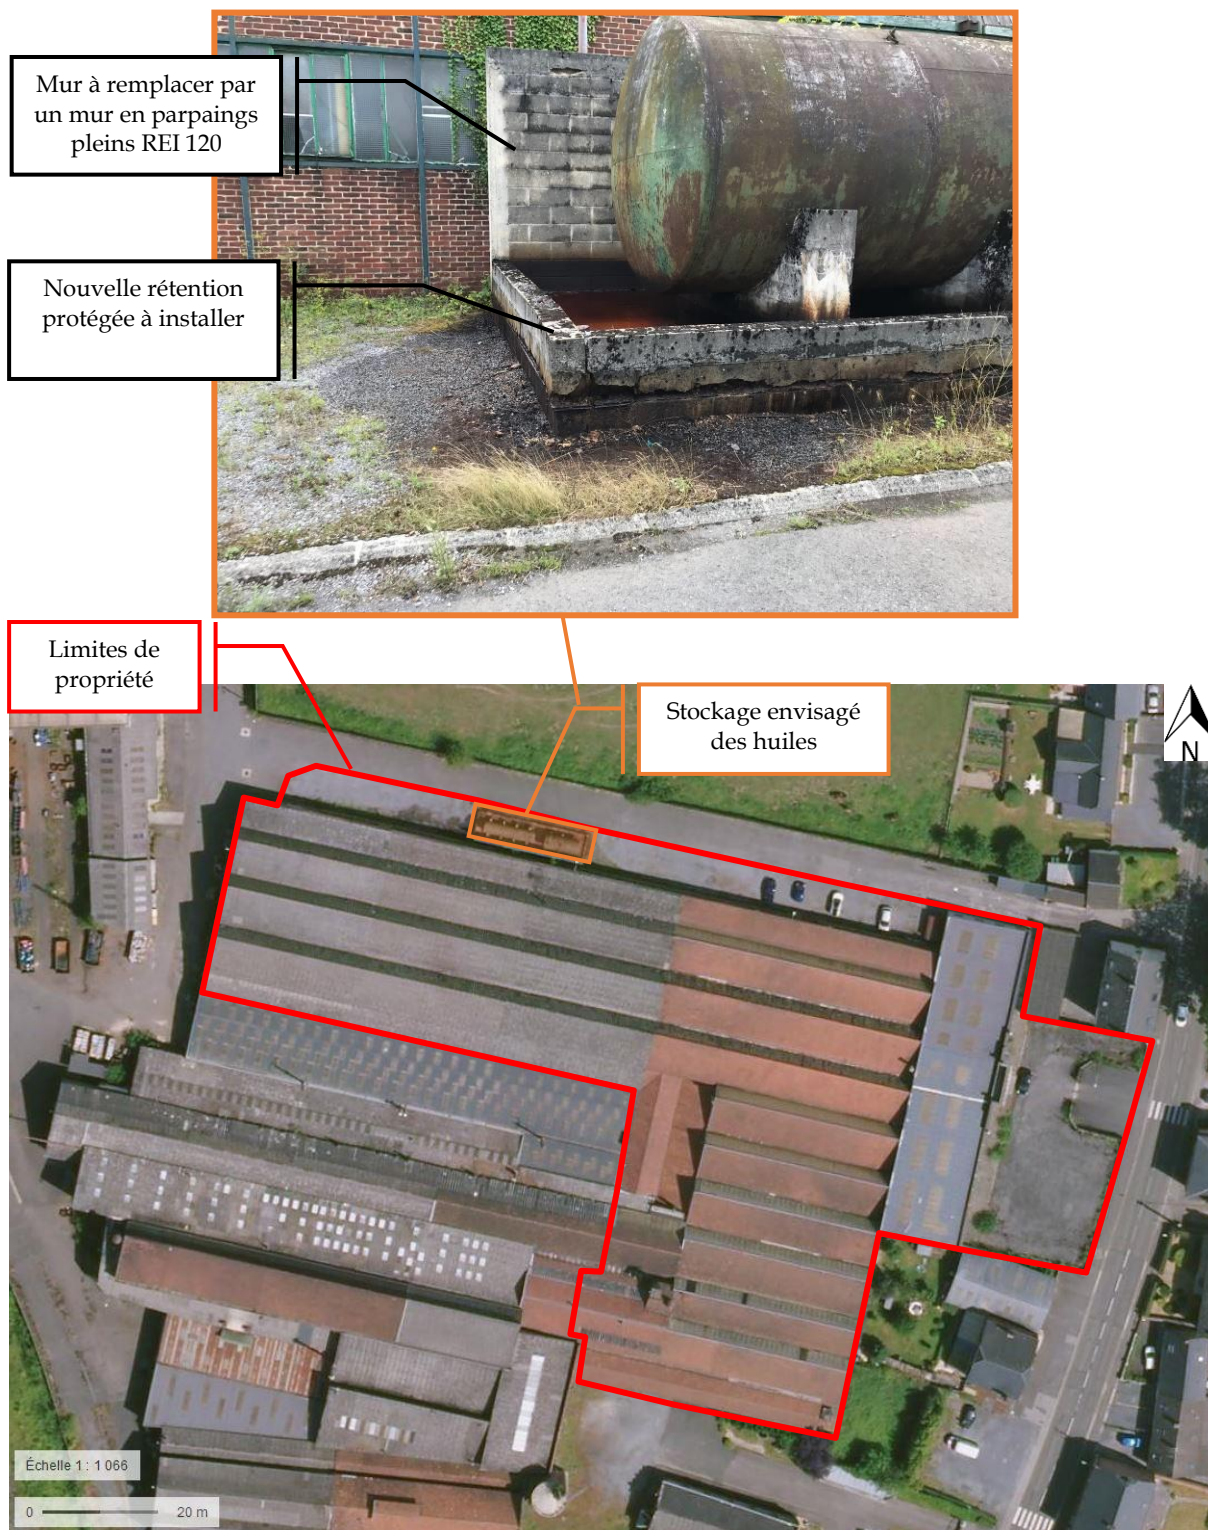 Mur à remplacer par
un mur en parpaings
pleins REI 120
Nouvelle rétention
protégée à installer
Limites de
propriété
Stockage envisagé
des huiles
N
Échelle 1 : 1 066
0 20 m